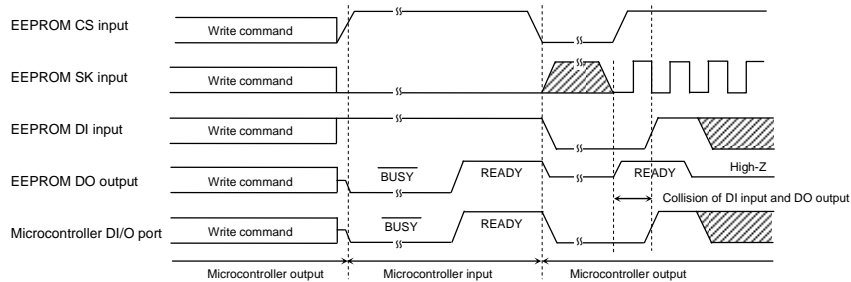 EEPROM CS input Write command
EEPROM SK input Write command
EEPROM DI input Write command
EEPROM DO output Write command BUSY READY READY High-Z
Collision of DI input and DO output
Microcontroller DI/O port Write command BUSY READY
Microcontroller output Microcontroller input Microcontroller output